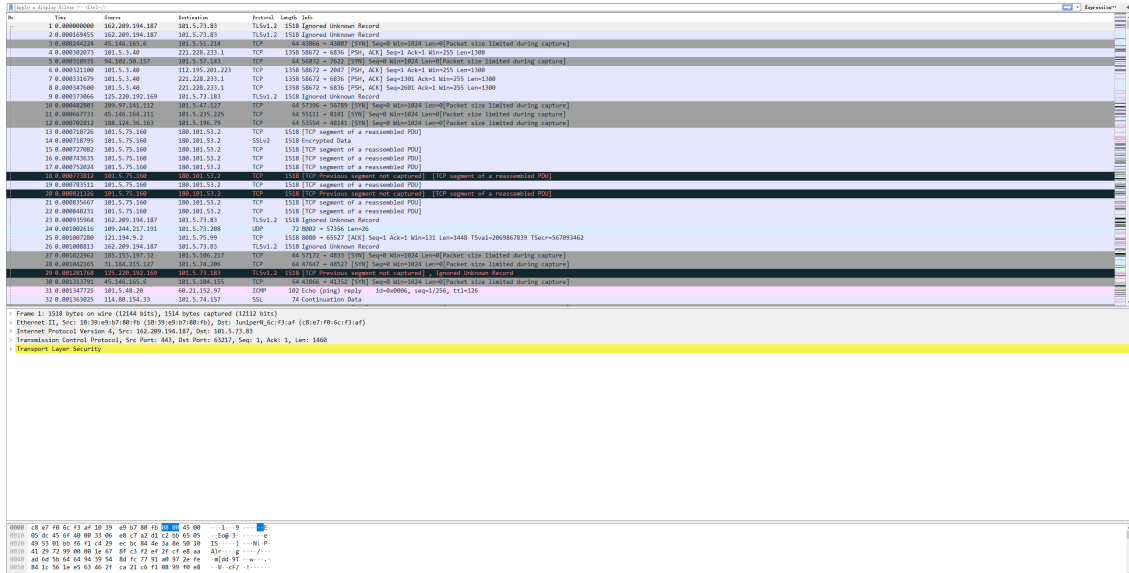 Apply a display filter ··· <Ctrl-/>
Expression···
No. Time Source Destination Protocol Length Info
1 0.000000000 162.209.194.187 101.5.73.83 TLSv1.2 1518 Ignored Unknown Record
2 0.000169455 162.209.194.187 101.5.73.83 TLSv1.2 1518 Ignored Unknown Record
3 0.000244224 45.146.165.6 101.5.51.214 TCP 64 43866 → 43007 [SYN] Seq=0 Win=1024 Len=0[Packet size limited during capture]
4 0.000302073 101.5.3.40 221.228.233.1 TCP 1358 58672 → 6836 [PSH, ACK] Seq=1 Ack=1 Win=255 Len=1300
5 0.000310935 94.102.50.157 101.5.57.143 TCP 64 56032 → 7622 [SYN] Seq=0 Win=1024 Len=0[Packet size limited during capture]
6 0.000321100 101.5.3.40 112.195.201.223 TCP 1358 58672 → 2047 [PSH, ACK] Seq=1 Ack=1 Win=255 Len=1300
7 0.000331679 101.5.3.40 221.228.233.1 TCP 1358 58672 → 6836 [PSH, ACK] Seq=1301 Ack=1 Win=255 Len=1300
8 0.000347600 101.5.3.40 221.228.233.1 TCP 1358 58672 → 6836 [PSH, ACK] Seq=2601 Ack=1 Win=255 Len=1300
9 0.000373066 125.220.192.169 101.5.73.183 TLSv1.2 1518 Ignored Unknown Record
10 0.000482803 209.97.141.112 101.5.47.127 TCP 64 57396 → 56789 [SYN] Seq=0 Win=1024 Len=0[Packet size limited during capture]
11 0.000667733 45.146.164.211 101.5.235.225 TCP 64 55111 → 8181 [SYN] Seq=0 Win=1024 Len=0[Packet size limited during capture]
12 0.000702812 188.124.36.163 101.5.196.79 TCP 64 53554 → 48141 [SYN] Seq=0 Win=1024 Len=0[Packet size limited during capture]
13 0.000710726 101.5.75.160 180.101.53.2 TCP 1518 [TCP segment of a reassembled PDU]
14 0.000718795 101.5.75.160 180.101.53.2 SSLv2 1518 Encrypted Data
15 0.000727082 101.5.75.160 180.101.53.2 TCP 1518 [TCP segment of a reassembled PDU]
16 0.000743635 101.5.75.160 180.101.53.2 TCP 1518 [TCP segment of a reassembled PDU]
17 0.000752024 101.5.75.160 180.101.53.2 TCP 1518 [TCP segment of a reassembled PDU]
18 0.000773812 101.5.75.160 180.101.53.2 TCP 1518 [TCP Previous segment not captured] [TCP segment of a reassembled PDU]
19 0.000783511 101.5.75.160 180.101.53.2 TCP 1518 [TCP segment of a reassembled PDU]
20 0.000821326 101.5.75.160 180.101.53.2 TCP 1518 [TCP Previous segment not captured] [TCP segment of a reassembled PDU]
21 0.000835667 101.5.75.160 180.101.53.2 TCP 1518 [TCP segment of a reassembled PDU]
22 0.000848231 101.5.75.160 180.101.53.2 TCP 1518 [TCP segment of a reassembled PDU]
23 0.000935964 162.209.194.187 101.5.73.83 TLSv1.2 1518 Ignored Unknown Record
24 0.001002616 109.244.217.191 101.5.73.208 UDP 72 8002 → 57356 Len=26
25 0.001007280 121.194.9.2 101.5.75.99 TCP 1518 8080 → 65527 [ACK] Seq=1 Ack=1 Win=131 Len=1448 TSval=2069867839 TSecr=567093462
26 0.001008813 162.209.194.187 101.5.73.83 TLSv1.2 1518 Ignored Unknown Record
27 0.001022962 185.153.197.32 101.5.106.217 TCP 64 57172 → 4833 [SYN] Seq=0 Win=1024 Len=0[Packet size limited during capture]
28 0.001042165 31.184.215.127 101.5.74.206 TCP 64 47647 → 48527 [SYN] Seq=0 Win=1024 Len=0[Packet size limited during capture]
29 0.001281768 125.220.192.169 101.5.73.183 TLSv1.2 1518 [TCP Previous segment not captured] , Ignored Unknown Record
30 0.001313791 45.146.165.6 101.5.104.155 TCP 64 43866 → 41352 [SYN] Seq=0 Win=1024 Len=0[Packet size limited during capture]
31 0.001347725 101.5.48.20 60.21.152.97 ICMP 102 Echo (ping) reply id=0x0006, seq=1/256, ttl=126
32 0.001363025 114.80.154.33 101.5.74.157 SSL 74 Continuation Data
Frame 1: 1518 bytes on wire (12144 bits), 1514 bytes captured (12112 bits)
Ethernet II, Src: 10:39:e9:b7:80:fb (10:39:e9:b7:80:fb), Dst: JuniperN_6c:f3:af (c8:e7:f0:6c:f3:af)
Internet Protocol Version 4, Src: 162.209.194.187, Dst: 101.5.73.83
Transmission Control Protocol, Src Port: 443, Dst Port: 63217, Seq: 1, Ack: 1, Len: 1460
Transport Layer Security
0000 c8 e7 f0 6c f3 af 10 39 e9 b7 80 fb 08 00 45 00
0010 05 dc 45 6f 40 00 33 06 e8 c7 a2 d1 c2 bb 65 05
0020 49 53 01 bb f6 f1 c4 29 ec bc 84 4e 3a 8e 50 10
0030 41 29 72 99 00 00 1e 67 8f c3 f2 ef 2f cf e8 aa
0040 ad 6d 5b 64 64 94 39 54 8d fc 77 91 a0 97 2e fe
0050 84 1c 56 1e e5 63 46 2f ca 21 c6 f1 08 99 f0 e8